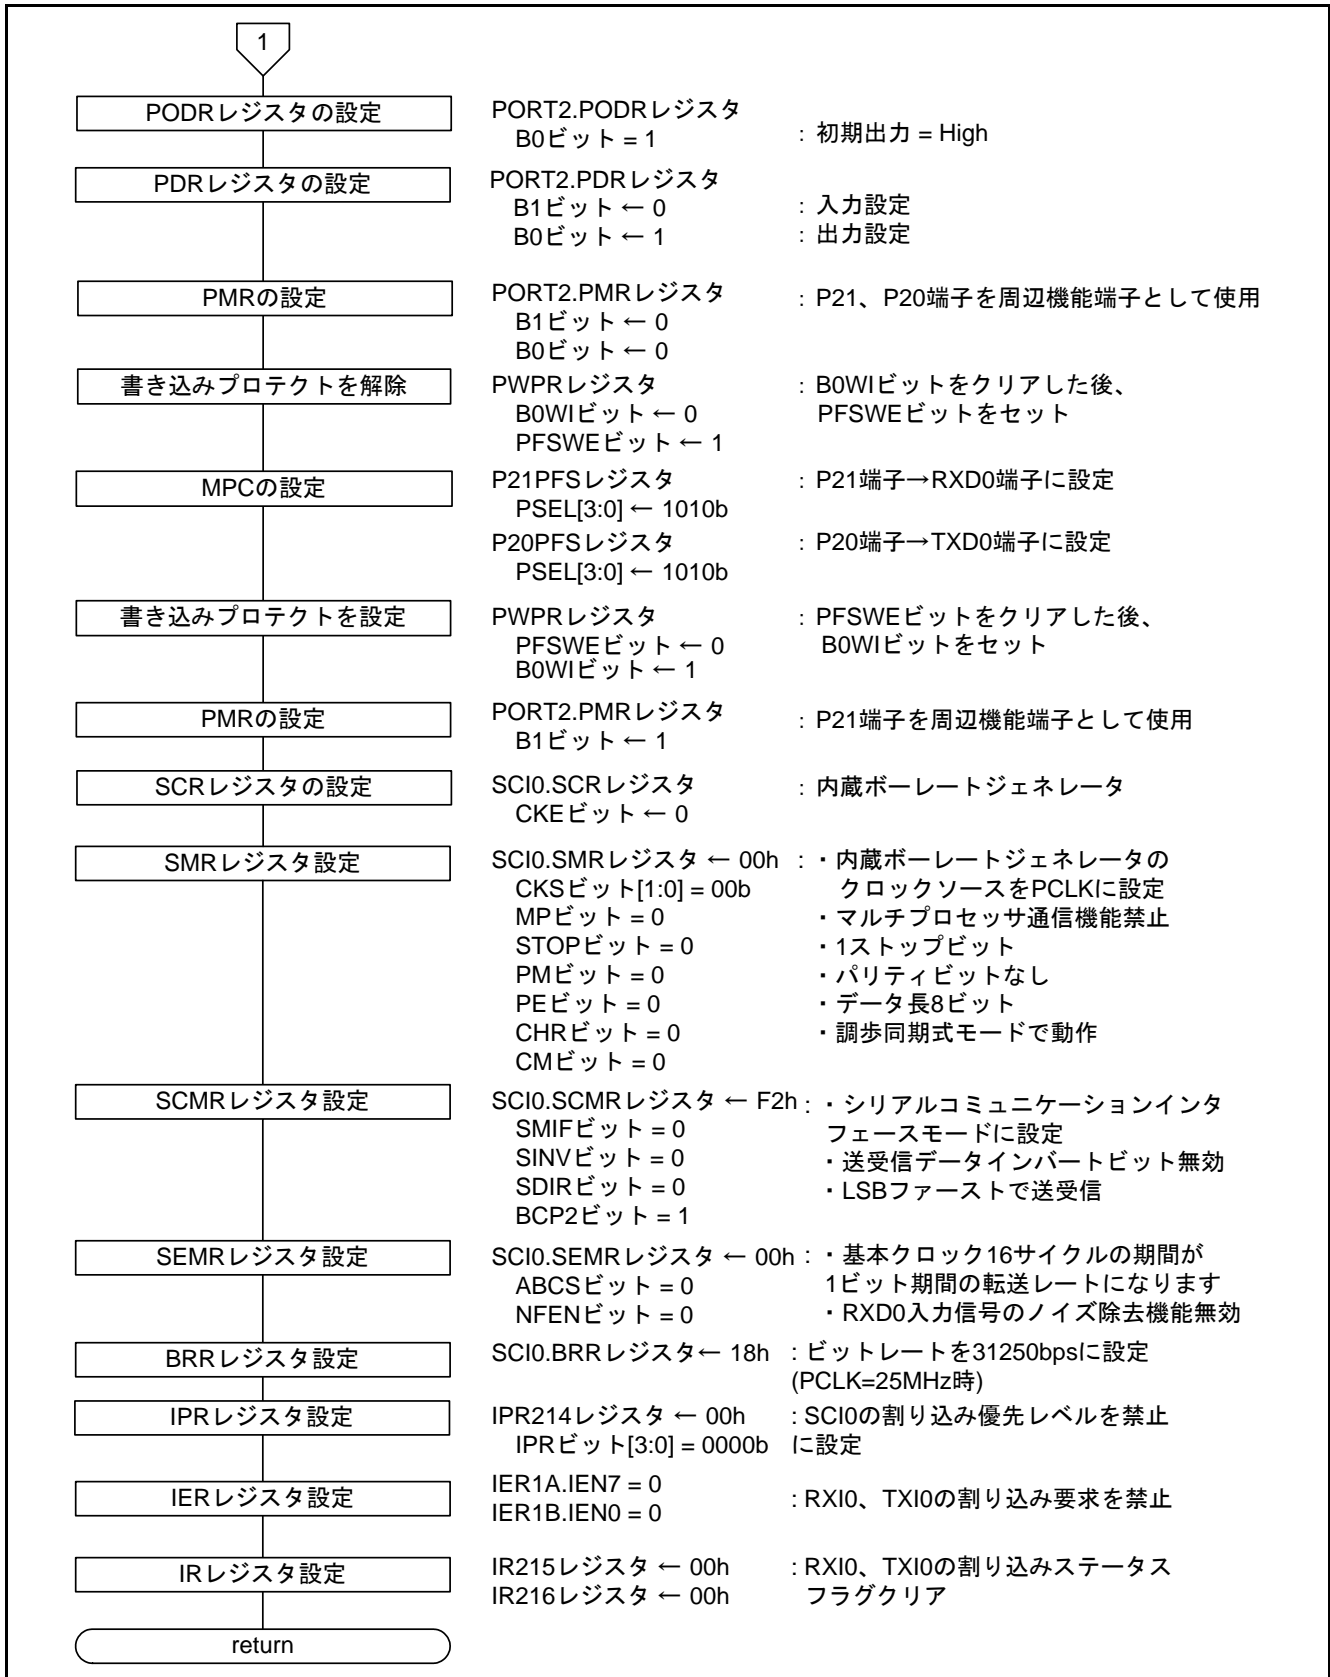 1
PODRレジスタの設定
PORT2.PODRレジスタ
B0ビット = 1 : 初期出力 = High
PDRレジスタの設定
PORT2.PDRレジスタ
B1ビット ← 0 : 入力設定
B0ビット ← 1 : 出力設定
PMRの設定
PORT2.PMRレジスタ : P21、P20端子を周辺機能端子として使用
B1ビット ← 0
B0ビット ← 0
書き込みプロテクトを解除
PWPRレジスタ : B0WIビットをクリアした後、
B0WIビット ← 0 PFSWEビットをセット
PFSWEビット ← 1
MPCの設定
P21PFSレジスタ : P21端子→RXD0端子に設定
PSEL[3:0] ← 1010b
P20PFSレジスタ : P20端子→TXD0端子に設定
PSEL[3:0] ← 1010b
書き込みプロテクトを設定
PWPRレジスタ : PFSWEビットをクリアした後、
PFSWEビット ← 0 B0WIビットをセット
B0WIビット ← 1
PMRの設定
PORT2.PMRレジスタ : P21端子を周辺機能端子として使用
B1ビット ← 1
SCRレジスタの設定
SCI0.SCRレジスタ : 内蔵ボーレートジェネレータ
CKEビット ← 0
SMRレジスタ設定
SCI0.SMRレジスタ ← 00h : ・内蔵ボーレートジェネレータの
CKSビット[1:0] = 00b クロックソースをPCLKに設定
MPビット = 0 ・マルチプロセッサ通信機能禁止
STOPビット = 0 ・1ストップビット
PMビット = 0 ・パリティビットなし
PEビット = 0 ・データ長8ビット
CHRビット = 0 ・調歩同期式モードで動作
CMビット = 0
SCMRレジスタ設定
SCI0.SCMRレジスタ ← F2h : ・シリアルコミュニケーションインタ
SMIFビット = 0 フェースモードに設定
SINVビット = 0 ・送受信データインバートビット無効
SDIRビット = 0 ・LSBファーストで送受信
BCP2ビット = 1
SEMRレジスタ設定
SCI0.SEMRレジスタ ← 00h : ・基本クロック16サイクルの期間が
ABCSビット = 0 1ビット期間の転送レートになります
NFENビット = 0 ・RXD0入力信号のノイズ除去機能無効
BRRレジスタ設定
SCI0.BRRレジスタ← 18h : ビットレートを31250bpsに設定
(PCLK=25MHz時)
IPRレジスタ設定
IPR214レジスタ ← 00h : SCI0の割り込み優先レベルを禁止
IPRビット[3:0] = 0000b に設定
IERレジスタ設定
IER1A.IEN7 = 0 : RXI0、TXI0の割り込み要求を禁止
IER1B.IEN0 = 0
IRレジスタ設定
IR215レジスタ ← 00h : RXI0、TXI0の割り込みステータス
IR216レジスタ ← 00h フラグクリア
return